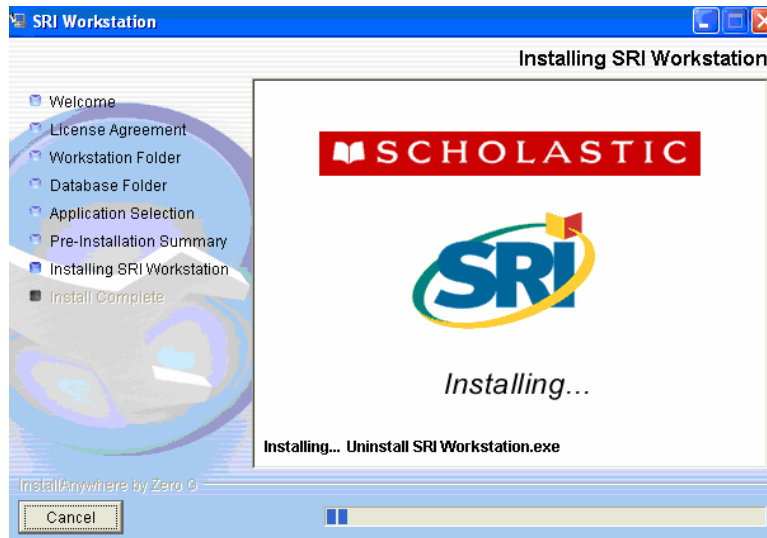 SRI Workstation
Installing SRI Workstation
Welcome
License Agreement
Workstation Folder
Database Folder
Application Selection
Pre-Installation Summary
Installing SRI Workstation
Install Complete
SCHOLASTIC
SRI
Installing...
Installing... Uninstall SRI Workstation.exe
InstallAnywhere by Zero G
Cancel